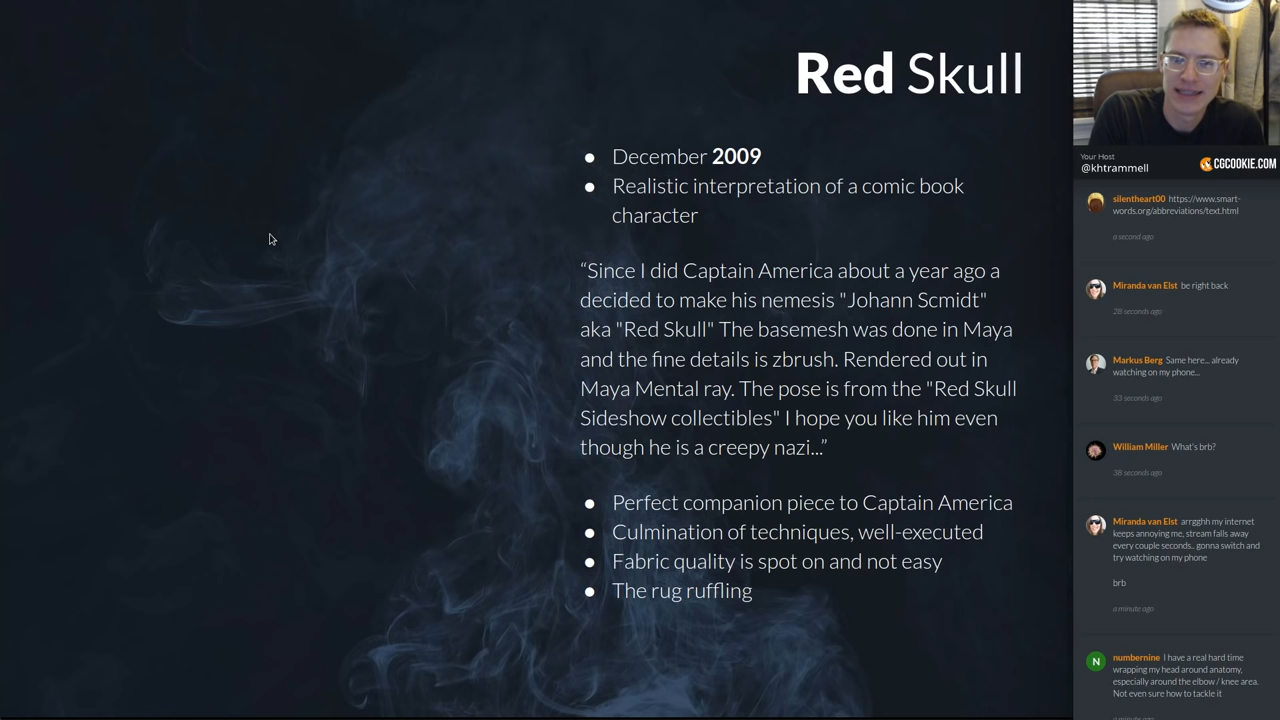 Red Skull
● December 2009
● Realistic interpretation of a comic book
character
“Since I did Captain America about a year ago a
decided to make his nemesis "Johann Scmidt"
aka "Red Skull" The basemesh was done in Maya
and the fine details is zbrush. Rendered out in
Maya Mental ray. The pose is from the "Red Skull
Sideshow collectibles" I hope you like him even
though he is a creepy nazi...”
● Perfect companion piece to Captain America
● Culmination of techniques, well-executed
● Fabric quality is spot on and not easy
● The rug ruffling
Your Host
@khtrammell
CGCOOKIE.COM
silentheart00 https://www.smart-
words.org/abbreviations/text.html
a second ago
Miranda van Elst be right back
28 seconds ago
Markus Berg Same here... already
watching on my phone...
33 seconds ago
William Miller What's brb?
38 seconds ago
Miranda van Elst arrgghh my internet
keeps annoying me, stream falls away
every couple seconds.. gonna switch and
try watching on my phone
brb
a minute ago
N
numbernine I have a real hard time
wrapping my head around anatomy,
especially around the elbow / knee area.
Not even sure how to tackle it
a minute ago